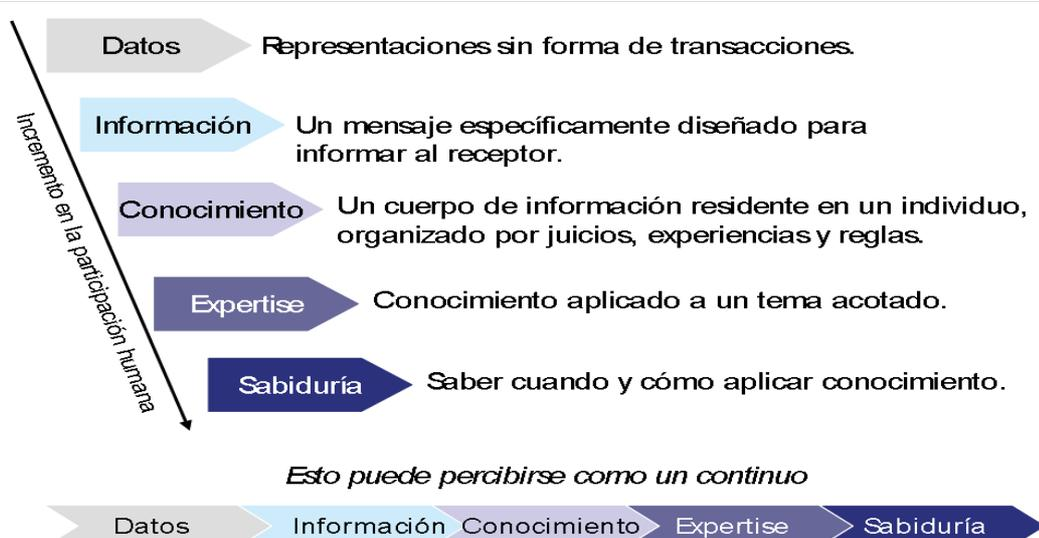 Datos
Representaciones sin forma de transacciones.
Información
Un mensaje específicamente diseñado para
informar al receptor.
Conocimiento
Un cuerpo de información residente en un individuo,
organizado por juicios, experiencias y reglas.
Expertise
Conocimiento aplicado a un tema acotado.
Sabiduría
Saber cuando y cómo aplicar conocimiento.
Incremento en la participación humana
Esto puede percibirse como un continuo
Datos
Información
Conocimiento
Expertise
Sabiduría